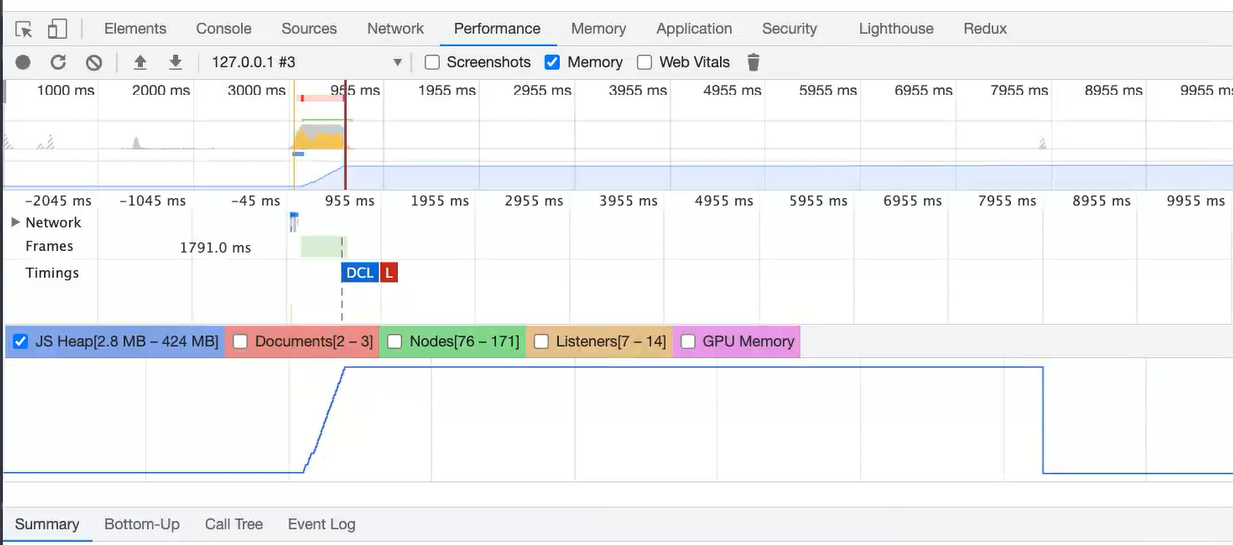 Elements Console Sources Network Performance Memory Application Security Lighthouse Redux
127.0.0.1 #3 ▼ Screenshots Memory Web Vitals
1000 ms 2000 ms 3000 ms 955 ms 1955 ms 2955 ms 3955 ms 4955 ms 5955 ms 6955 ms 7955 ms 8955 ms 9955 ms
-2045 ms -1045 ms -45 ms 955 ms 1955 ms 2955 ms 3955 ms 4955 ms 5955 ms 6955 ms 7955 ms 8955 ms 9955 ms
Network
Frames 1791.0 ms
Timings DCL L
JS Heap[2.8 MB – 424 MB] Documents[2 – 3] Nodes[76 – 171] Listeners[7 – 14] GPU Memory
Summary Bottom-Up Call Tree Event Log